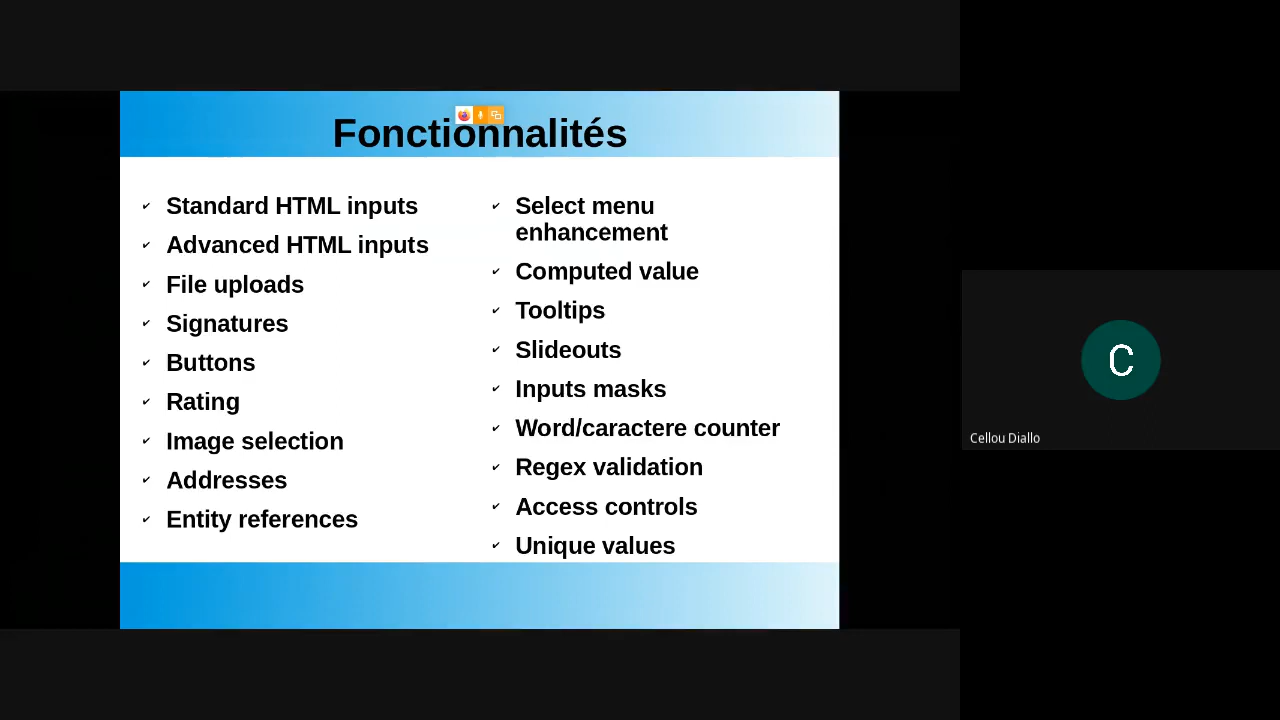 Fonctionnalités
Standard HTML inputs
Advanced HTML inputs
File uploads
Signatures
Buttons
Rating
Image selection
Addresses
Entity references
Select menu
enhancement
Computed value
Tooltips
Slideouts
Inputs masks
Word/caractere counter
Regex validation
Access controls
Unique values
C
Cellou Diallo